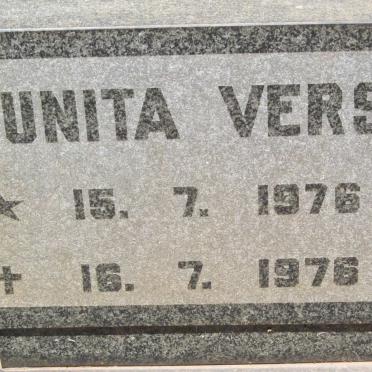 UNITA VERS
★ 15. 7. 1976
† 16. 7. 1976